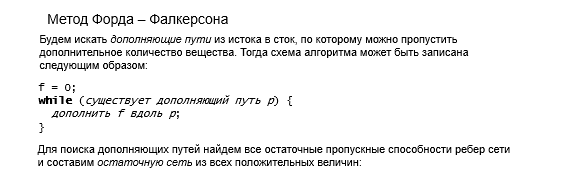 Метод Форда – Фалкерсона
Будем искать дополняющие пути из истока в сток, по которому можно пропустить
дополнительное количество вещества. Тогда схема алгоритма может быть записана
следующим образом:
f = 0;
while (существует дополняющий путь p) {
дополнить f вдоль p;
}
Для поиска дополняющих путей найдем все остаточные пропускные способности ребер сети
и составим остаточную сеть из всех положительных величин: